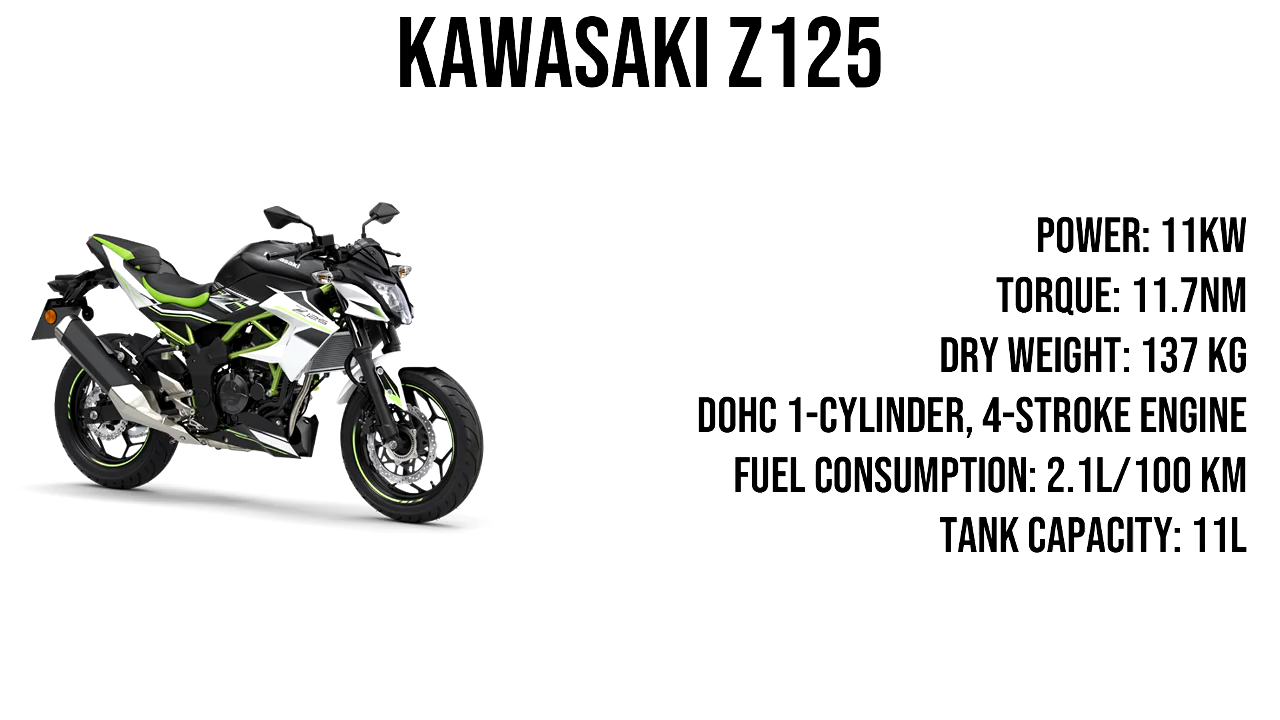 KAWASAKI Z125
POWER: 11KW
TORQUE: 11.7NM
DRY WEIGHT: 137 KG
DOHC 1-CYLINDER, 4-STROKE ENGINE
FUEL CONSUMPTION: 2.1L/100 KM
TANK CAPACITY: 11L